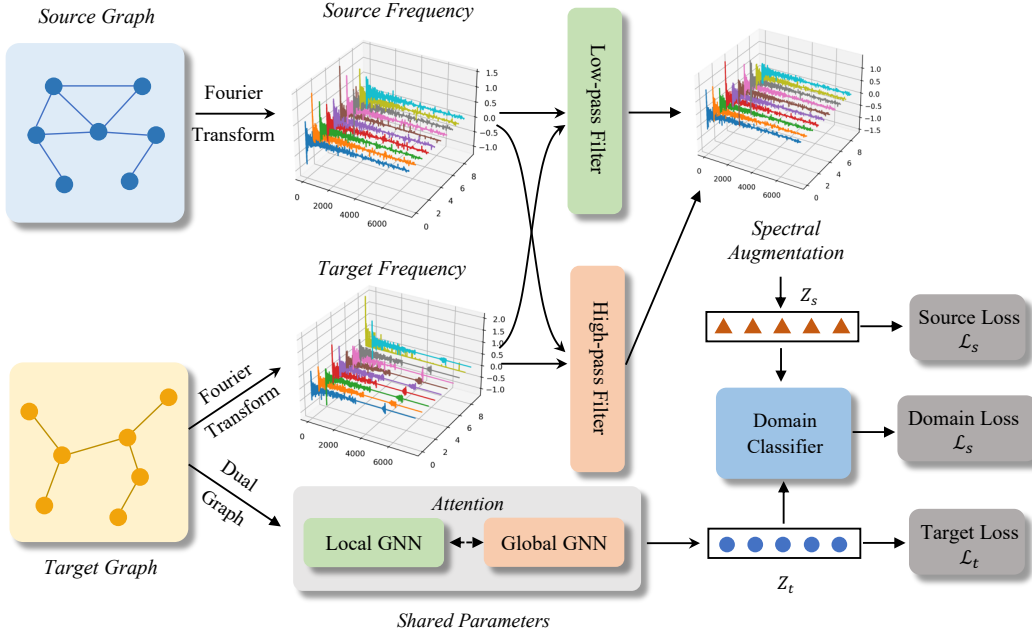 Source Graph
Source Frequency
Fourier
Transform
1.5
1.0
0.5
0.0
−0.5
−1.0
8
6
4
2
0
0
2000
4000
6000
Low-pass Filter
1.0
0.5
0.0
−0.5
−1.0
−1.5
8
6
4
2
0
0
2000
4000
6000
Spectral
Augmentation
Target Frequency
2.0
1.5
1.0
0.5
0.0
−0.5
−1.0
8
6
4
2
0
0
2000
4000
6000
High-pass Filter
Fourier
Transform
Dual
Graph
Target Graph
Attention
Local GNN
Global GNN
Shared Parameters
Z_s
Source Loss
ℒ_s
Domain
Classifier
Domain Loss
ℒ_s
Z_t
Target Loss
ℒ_t